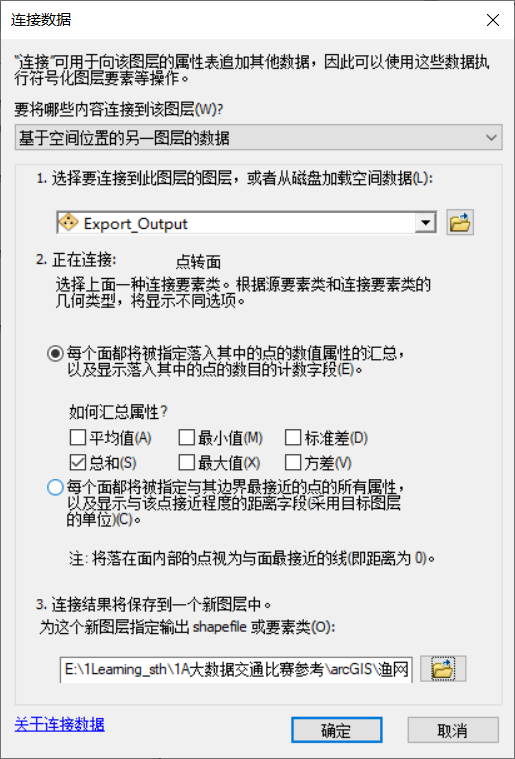 连接数据
“连接”可用于向该图层的属性表追加其他数据，因此可以使用这些数据执
行符号化图层要素等操作。
要将哪些内容连接到该图层(W)?
基于空间位置的另一图层的数据
1. 选择要连接到此图层的图层，或者从磁盘加载空间数据(L):
Export_Output
2. 正在连接: 点转面
选择上面一种连接要素类。根据源要素类和连接要素类的
几何类型，将显示不同选项。
每个面都将被指定落入其中的点的数值属性的汇总，
以及显示落入其中的点的数目的计数字段(E)。
如何汇总属性?
平均值(A) 最小值(M) 标准差(D)
总和(S) 最大值(X) 方差(V)
每个面都将被指定与其边界最接近的点的所有属性，
以及显示与该点接近程度的距离字段(采用目标图层
的单位)(C)。
注: 将落在面内部的点视为与面最接近的线(即距离为 0)。
3. 连接结果将保存到一个新图层中。
为这个新图层指定输出 shapefile 或要素类(O):
E:\1Learning_sth\1A大数据交通比赛参考\arcGIS\渔网
关于连接数据
确定 取消